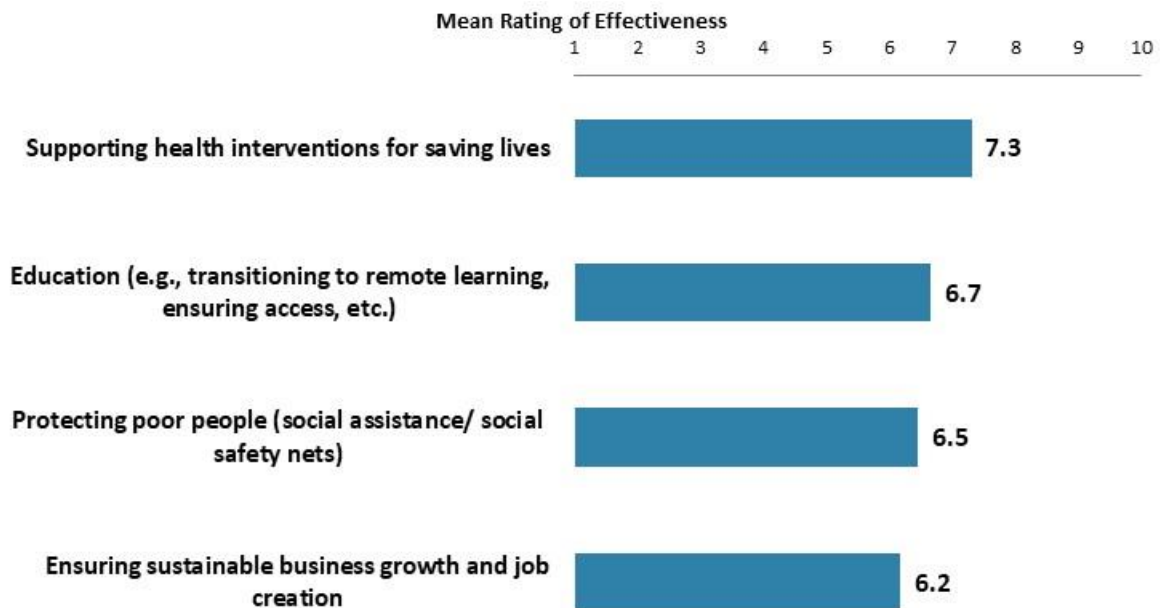 Mean Rating of Effectiveness
1 2 3 4 5 6 7 8 9 10
Supporting health interventions for saving lives 7.3
Education (e.g., transitioning to remote learning,
ensuring access, etc.) 6.7
Protecting poor people (social assistance/ social
safety nets) 6.5
Ensuring sustainable business growth and job
creation 6.2